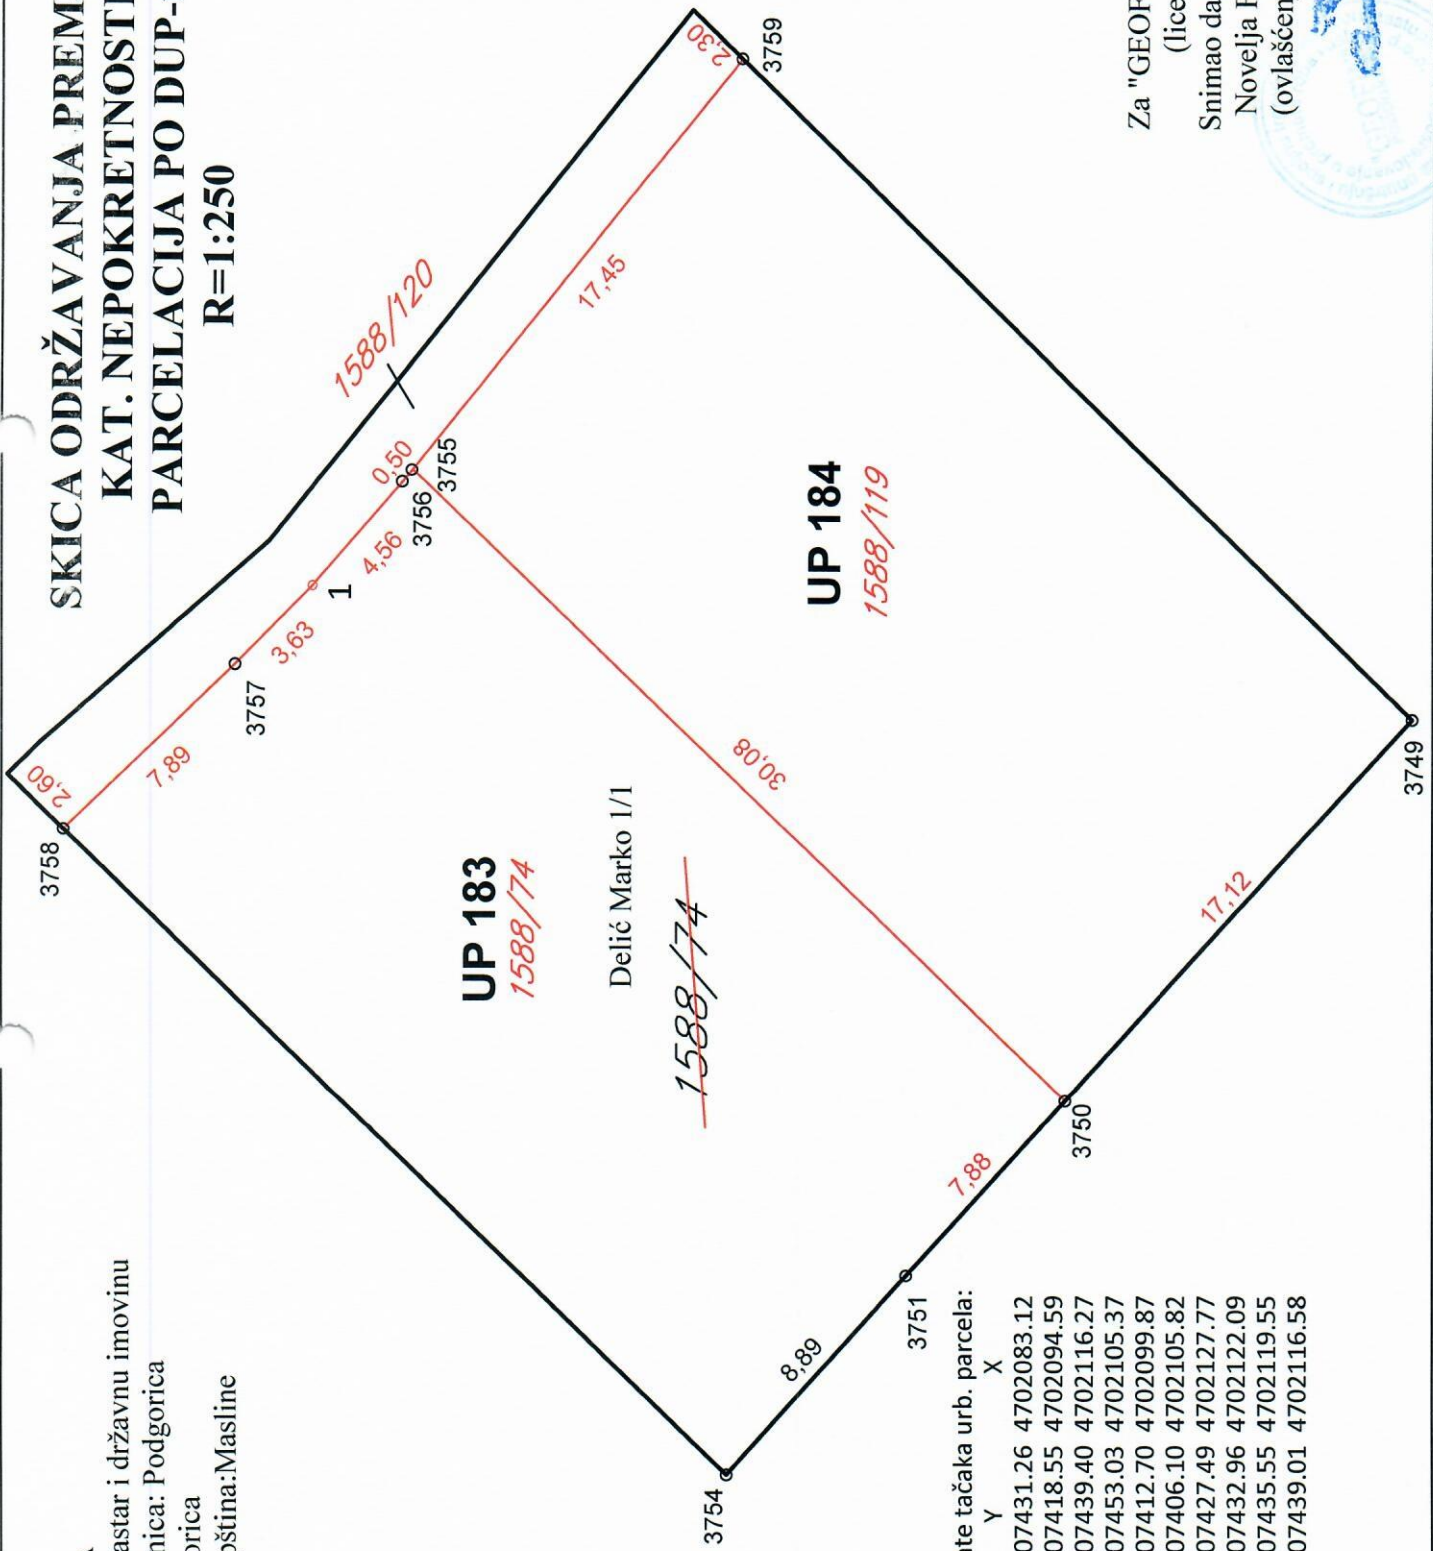 SKICA ODRŽAVANJA PREM
KAT. NEPOKRETNOSTI
PARCELACIJA PO DUP-
R=1:250
astar i državnu imovinu
nica: Podgorica
orica
oština:Masline
2,60
3758
7,89
3757
3,63
1
4,56
3756
0,50
3755
1588/120
17,45
2,30
3759
UP 183
1588/74
Delić Marko 1/1
1588/74
30,08
UP 184
1588/119
3754
8,89
3751
7,88
3750
17,12
3749
te tačaka urb. parcela:
Y X
07431.26 4702083.12
07418.55 4702094.59
07439.40 4702116.27
07453.03 4702105.37
07412.70 4702099.87
07406.10 4702105.82
07427.49 4702127.77
07432.96 4702122.09
07435.55 4702119.55
07439.01 4702116.58
Za "GEOF
(lice
Snimao da
Novelja
(ovlašćen